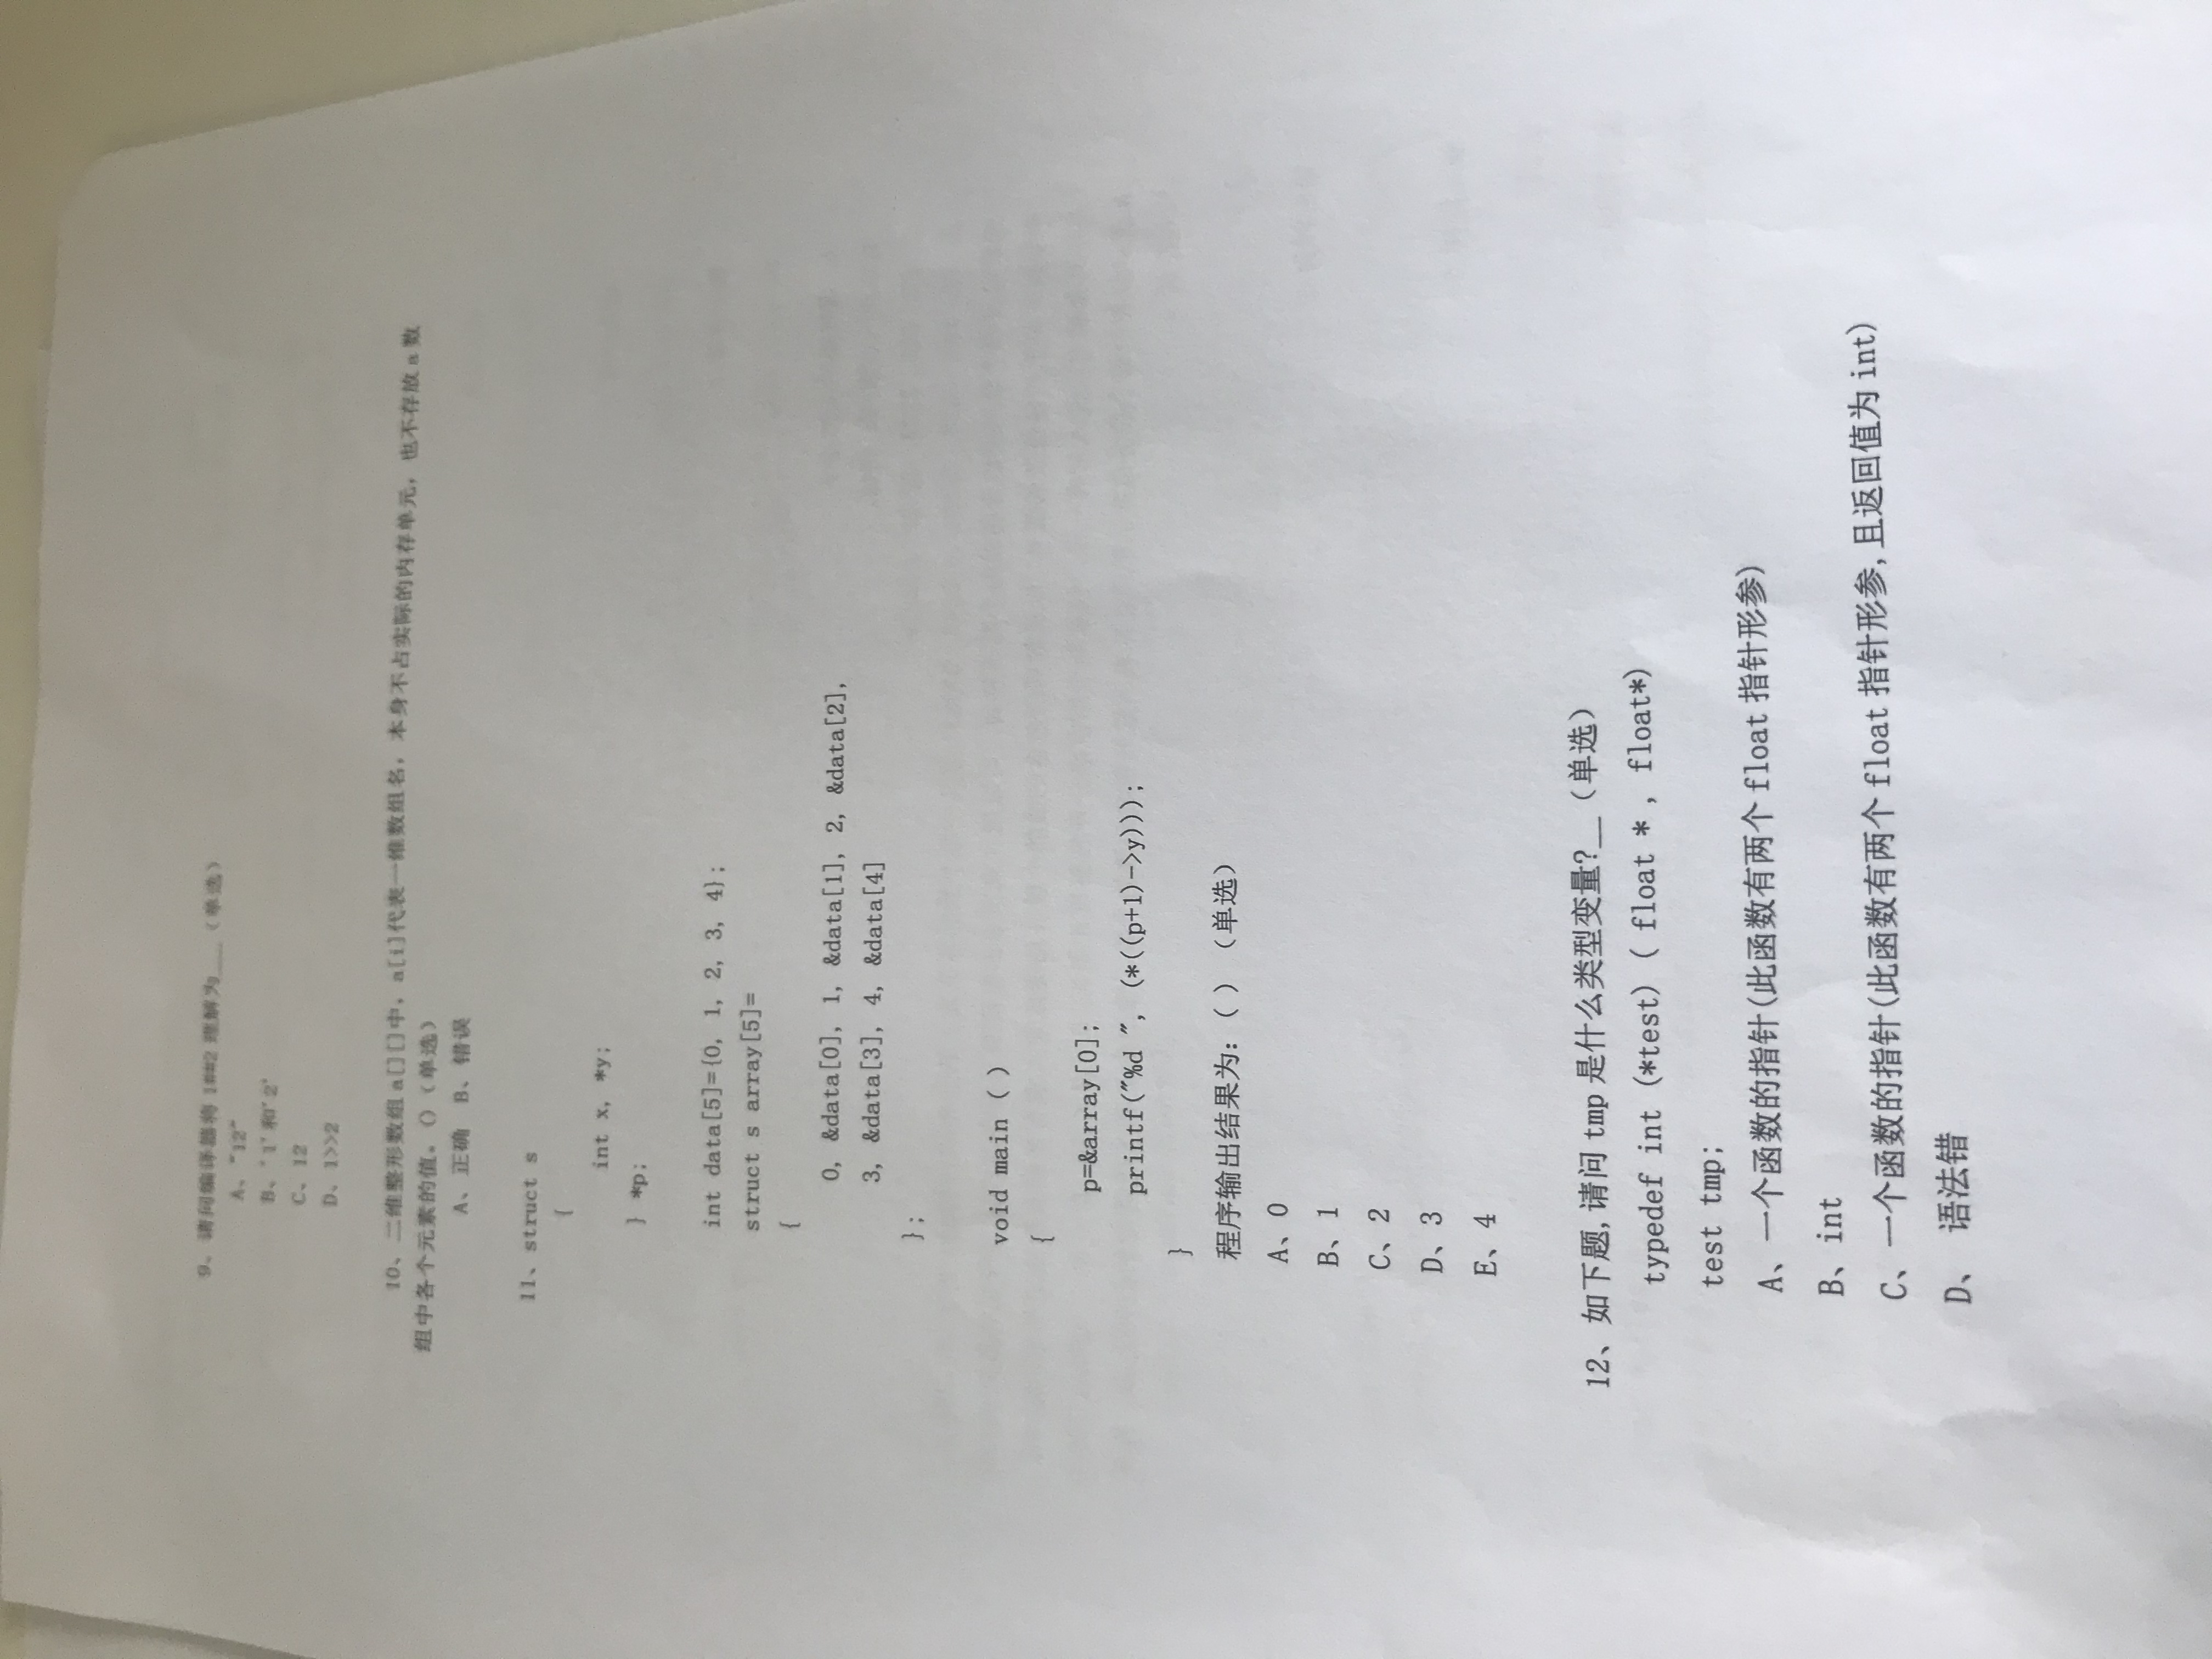 9、请问编译器将 1##2 理解为___（单选）
A、"12"
B、'1'和'2'
C、12
D、1>>2
10、二维整形数组 a[][]中，a[i]代表一维数组名，本身不占实际的内存单元，也不存放 a 数
组中各个元素的值。()（单选）
A、正确 B、错误
11、struct s
{
int x, *y;
} *p;
int data[5]={0, 1, 2, 3, 4};
struct s array[5]=
{
0, &data[0], 1, &data[1], 2, &data[2],
3, &data[3], 4, &data[4]
};
void main ( )
{
p=&array[0];
printf("%d ", (*((p+1)->y)));
}
程序输出结果为：( ) （单选）
A、0
B、1
C、2
D、3
E、4
12、如下题,请问 tmp 是什么类型变量?__（单选）
typedef int (*test) ( float * , float*)
test tmp;
A、一个函数的指针(此函数有两个 float 指针形参)
B、int
C、一个函数的指针(此函数有两个 float 指针形参,且返回值为 int)
D、 语法错